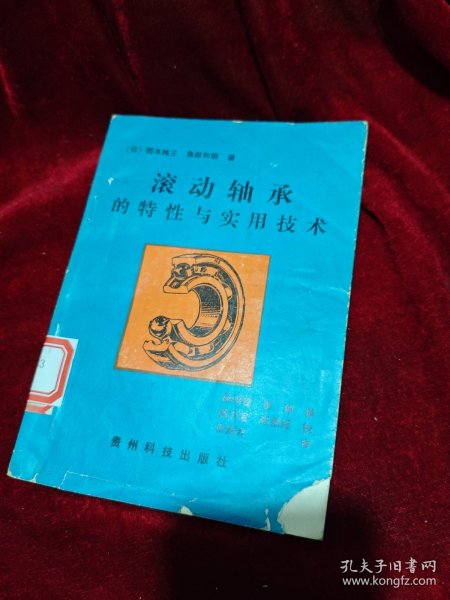 （日）冈本纯三 角田和雄 著
滚动轴承
的特性与实用技术
3
贵州科技出版社
孔夫子旧书网
www.kongfz.com